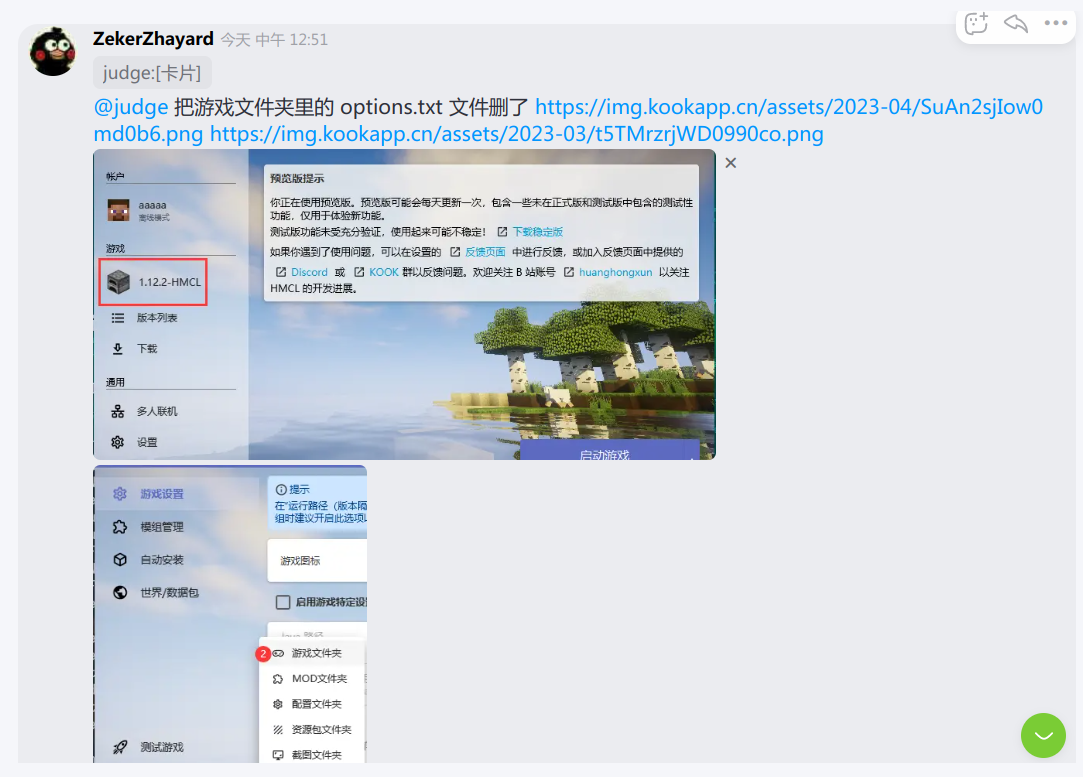 ZekerZhayard 今天 中午 12:51
judge:[卡片]
@judge 把游戏文件夹里的 options.txt 文件删了 https://img.kookapp.cn/assets/2023-04/SuAn2sjIow0
md0b6.png https://img.kookapp.cn/assets/2023-03/t5TMrzrjWD0990co.png
帐户
aaaaa
离线模式
游戏
1.12.2-HMCL
版本列表
下载
通用
多人联机
设置
预览版提示
你正在使用预览版。预览版可能会每天更新一次，包含一些未在正式版和测试版中包含的测试性
功能，仅用于体验新功能。
测试版功能未受充分验证，使用起来可能不稳定！ 下载稳定版
如果你遇到了使用问题，可以在设置的 反馈页面 中进行反馈，或加入反馈页面中提供的
Discord 或 KOOK 群以反馈问题。欢迎关注 B 站账号 huanghongxun 以关注
HMCL 的开发进展。
启动游戏
游戏设置
模组管理
自动安装
世界/数据包
测试游戏
提示
在"运行路径（版本隔
组时建议开启此选项以
游戏图标
启用游戏特定设
Java 路径
2 游戏文件夹
MOD文件夹
配置文件夹
资源包文件夹
截图文件夹